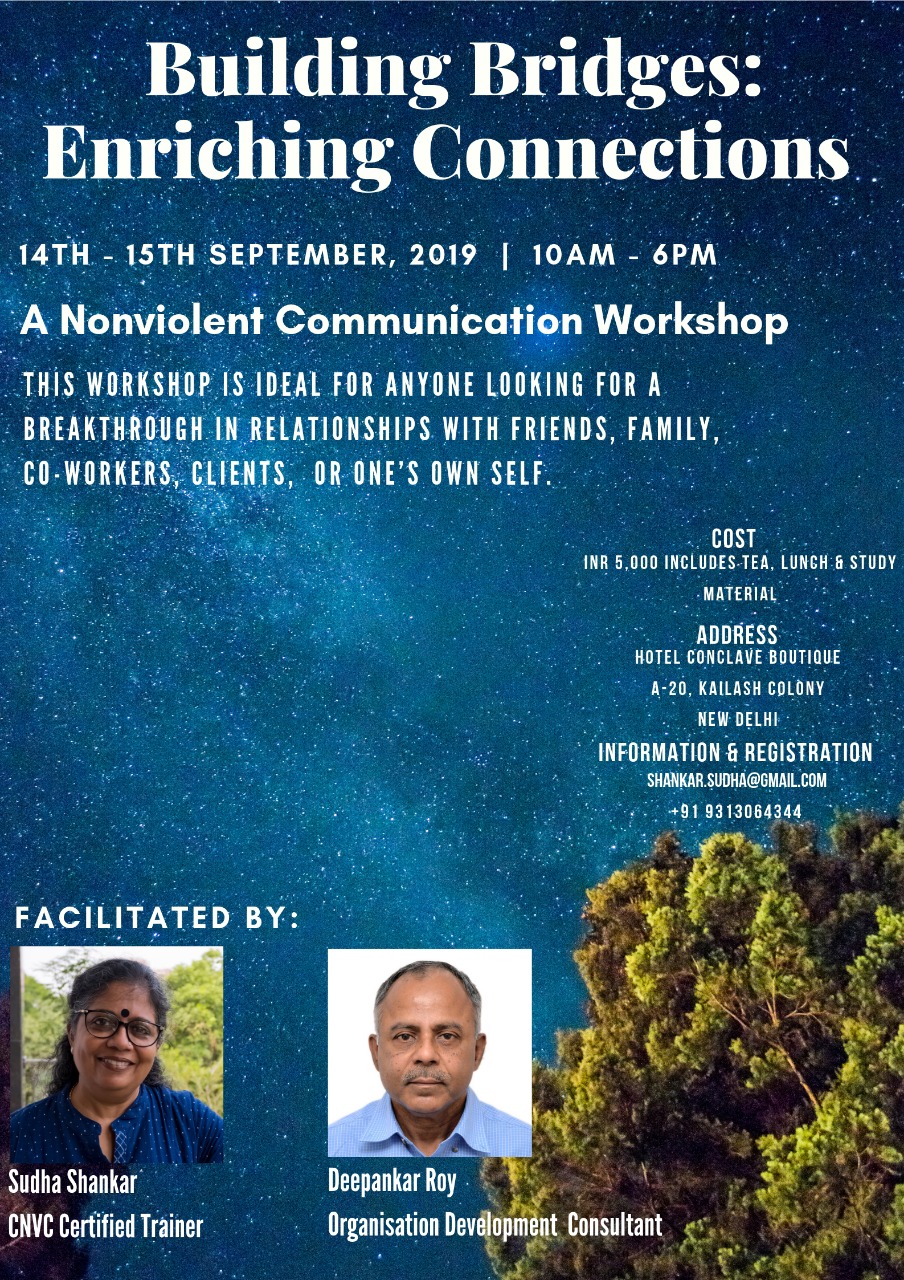 Building Bridges:
Enriching Connections
14TH - 15TH SEPTEMBER, 2019 | 10AM - 6PM
A Nonviolent Communication Workshop
THIS WORKSHOP IS IDEAL FOR ANYONE LOOKING FOR A
BREAKTHROUGH IN RELATIONSHIPS WITH FRIENDS, FAMILY,
CO-WORKERS, CLIENTS, OR ONE'S OWN SELF.
COST
INR 5,000 INCLUDES TEA, LUNCH & STUDY
MATERIAL
ADDRESS
HOTEL CONCLAVE BOUTIQUE
A-20, KAILASH COLONY
NEW DELHI
INFORMATION & REGISTRATION
SHANKAR.SUDHA@GMAIL.COM
+91 9313064344
FACILITATED BY:
Sudha Shankar
CNVC Certified Trainer
Deepankar Roy
Organisation Development Consultant